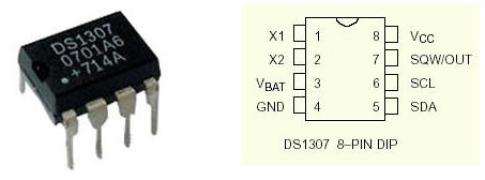 DS1307
0701A6
+714A
X1 1 8 VCC
X2 2 7 SQW/OUT
VBAT 3 6 SCL
GND 4 5 SDA
DS1307 8–PIN DIP